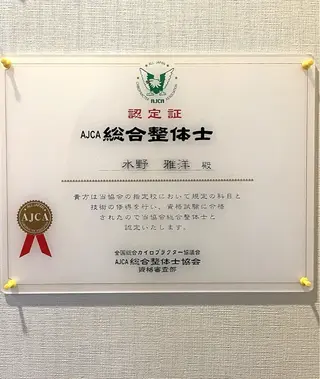 AJCA
認定証
AJCA 総合整体士
水野 雅洋 殿
AJCA
貴方は当協会の指定校において規定の科目と
技術の修得を行い、資格試験に合格
されたので当協会総合整体士と
認定いたします。
全国総合カイロプラクター協議会
AJCA 総合整体士協会
資格審査部